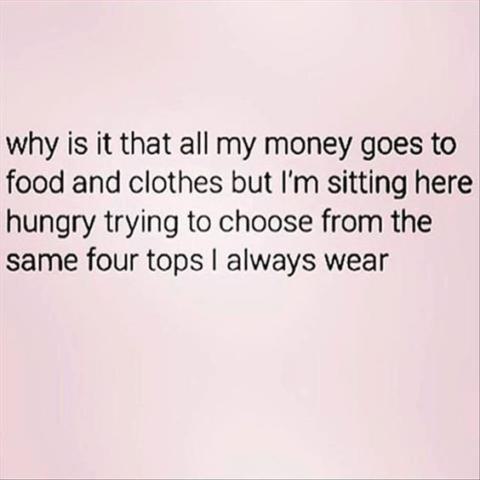 why is it that all my money goes to
food and clothes but I'm sitting here
hungry trying to choose from the
same four tops I always wear